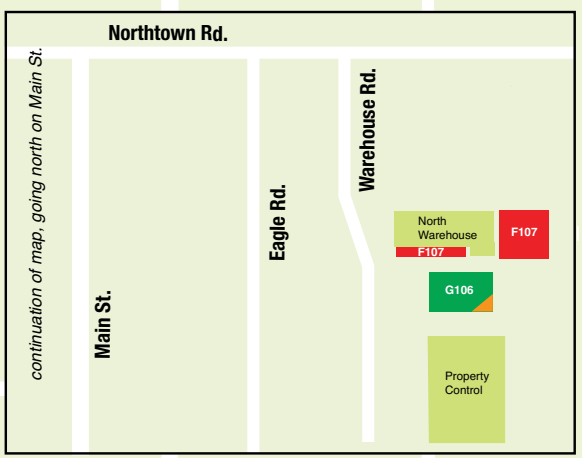 Northtown Rd.
continuation of map, going north on Main St.
Main St.
Eagle Rd.
Warehouse Rd.
North
Warehouse
F107
F107
G106
Property
Control